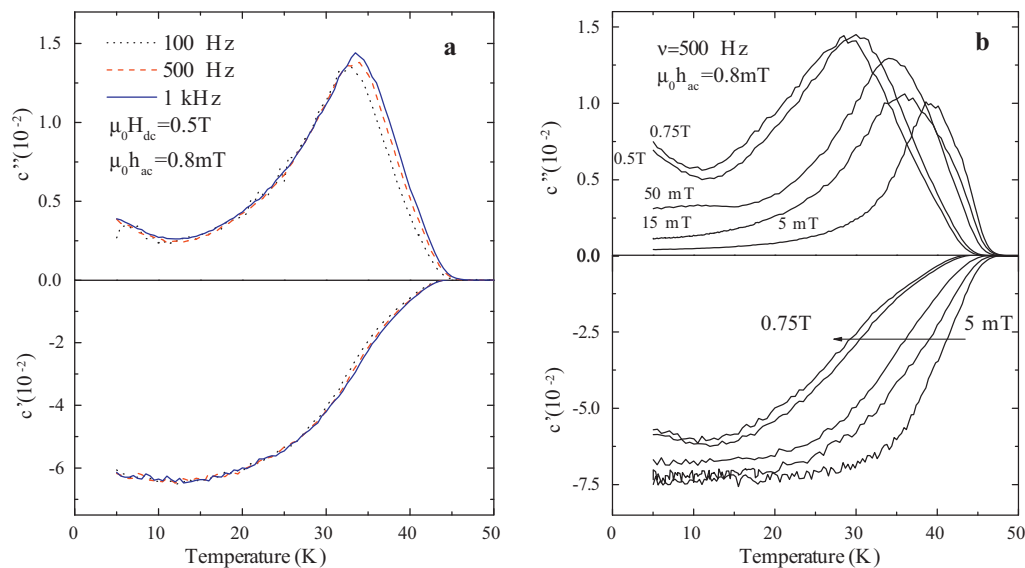 a
100 Hz
500 Hz
1 kHz
μ₀H_dc=0.5T
μ₀h_ac=0.8mT
c”(10⁻²)
1.5
1.0
0.5
0.0
c’(10⁻²)
-2
-4
-6
0 10 20 30 40 50
Temperature (K)
b
ν=500 Hz
μ₀h_ac=0.8mT
c”(10⁻²)
1.5
1.0
0.5
0.0
0.75T
0.5T
50 mT
15 mT
5 mT
0.75T
5 mT
c’(10⁻²)
-2.5
-5.0
-7.5
0 10 20 30 40 50
Temperature (K)